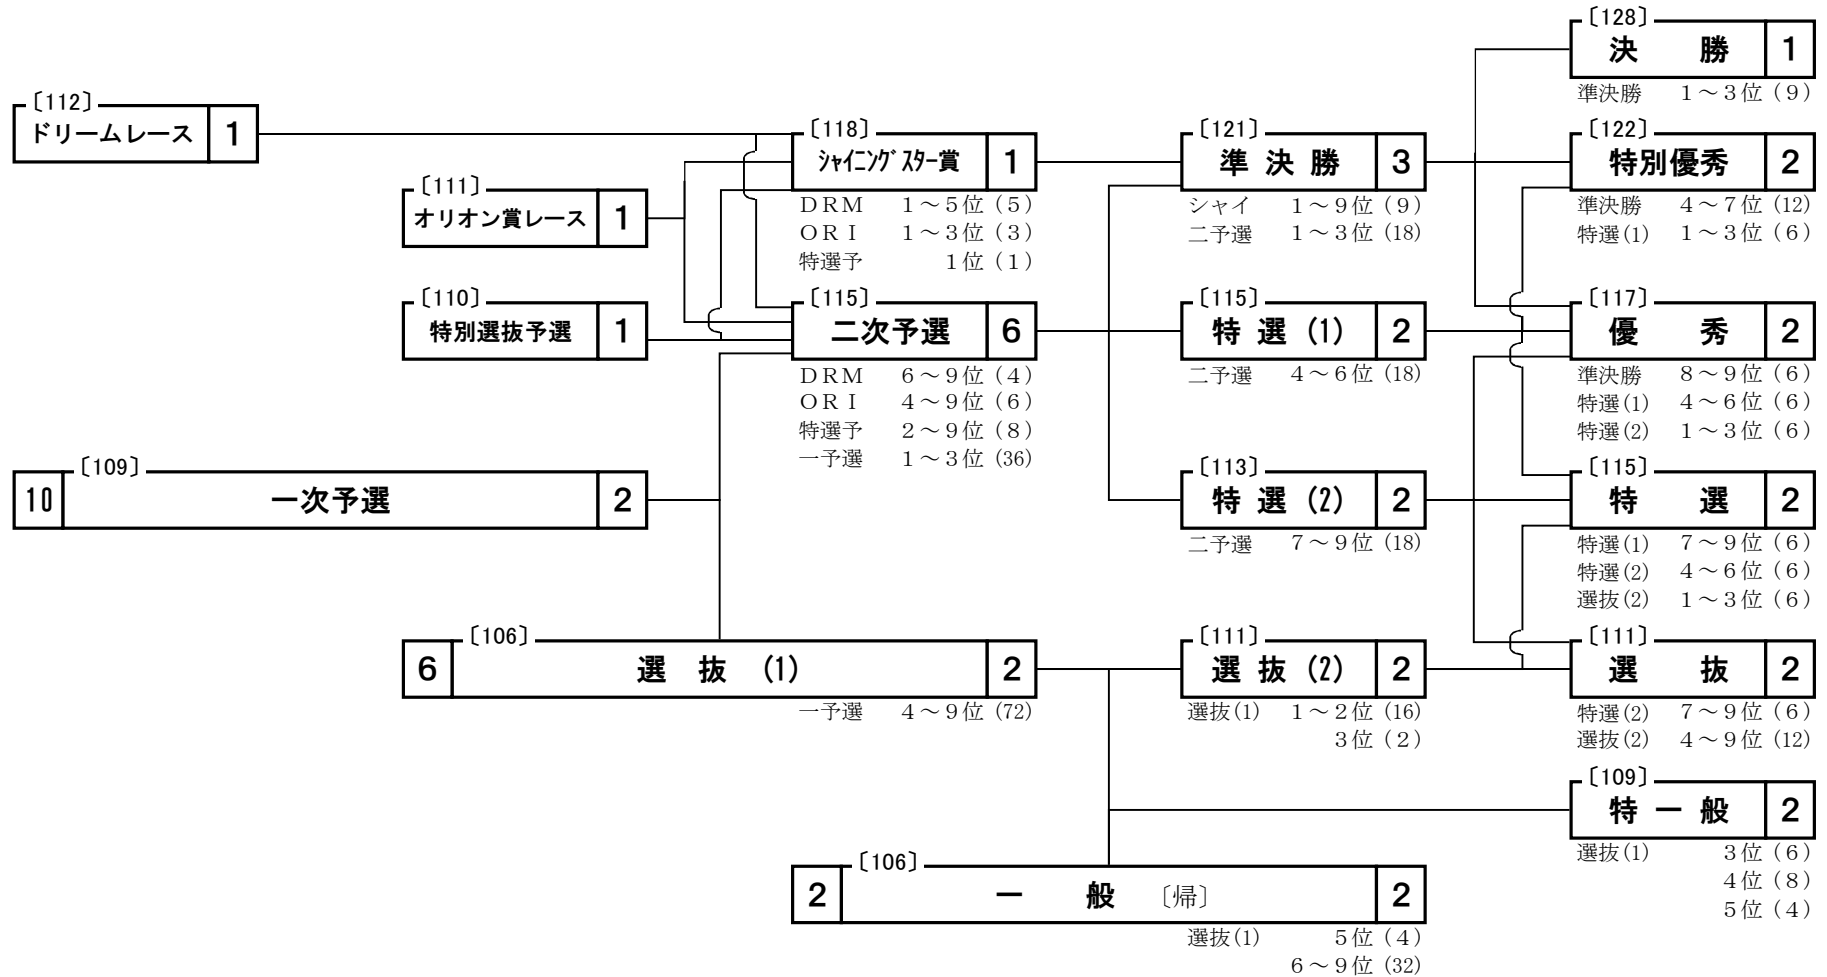 〔112〕
ドリームレース 1
〔111〕
オリオン賞レース 1
〔110〕
特別選抜予選 1
〔109〕
10 一次予選 2
〔118〕
シャイニングスター賞 1
DRM 1～5位(5)
ORI 1～3位(3)
特選予 1位(1)
〔115〕
二次予選 6
DRM 6～9位(4)
ORI 4～9位(6)
特選予 2～9位(8)
一予選 1～3位(36)
〔106〕
6 選抜(1) 2
一予選 4～9位(72)
〔106〕
2 一般〔帰〕 2
選抜(1) 5位(4)
6～9位(32)
〔121〕
準決勝 3
シャイ 1～9位(9)
二予選 1～3位(18)
〔115〕
特選(1) 2
二予選 4～6位(18)
〔113〕
特選(2) 2
二予選 7～9位(18)
〔111〕
選抜(2) 2
選抜(1) 1～2位(16)
3位(2)
〔128〕
決勝 1
準決勝 1～3位(9)
〔122〕
特別優秀 2
準決勝 4～7位(12)
特選(1) 1～3位(6)
〔117〕
優秀 2
準決勝 8～9位(6)
特選(1) 4～6位(6)
特選(2) 1～3位(6)
〔115〕
特選 2
特選(1) 7～9位(6)
特選(2) 4～6位(6)
選抜(2) 1～3位(6)
〔111〕
選抜 2
特選(2) 7～9位(6)
選抜(2) 4～9位(12)
〔109〕
特一般 2
選抜(1) 3位(6)
4位(8)
5位(4)